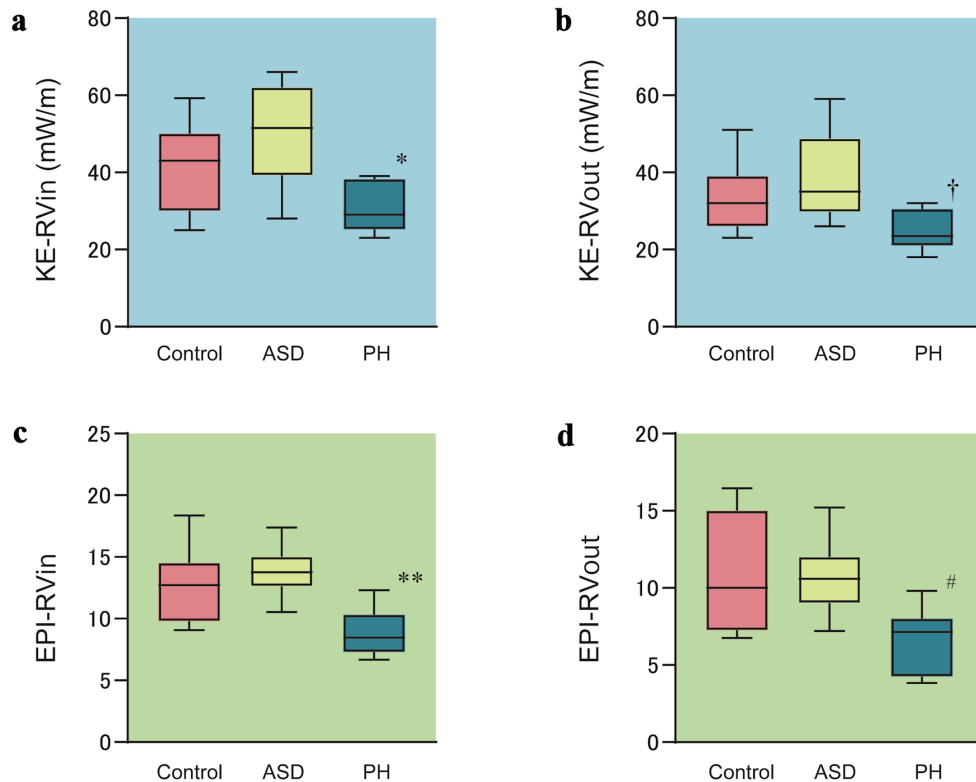 a
KE-RVin (mW/m)
80
60
40
20
0
*
Control ASD PH
b
KE-RVout (mW/m)
80
60
40
20
0
†
Control ASD PH
c
EPI-RVin
25
20
15
10
5
0
**
Control ASD PH
d
EPI-RVout
20
15
10
5
0
#
Control ASD PH